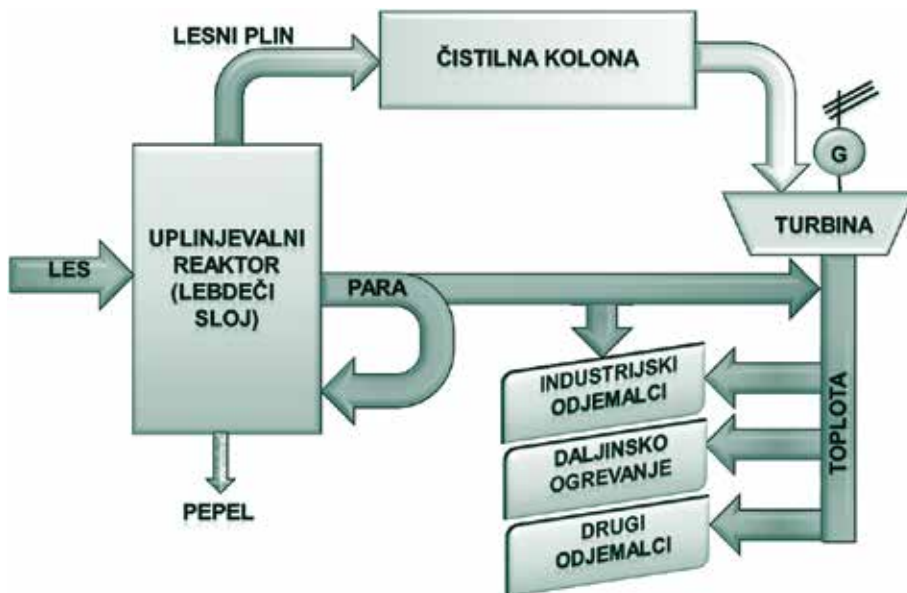 LESNI PLIN
ČISTILNA KOLONA
G
TURBINA
UPLINJEVALNI
REAKTOR
(LEBDEČI
SLOJ)
LES
PARA
INDUSTRIJSKI
ODJEMALCI
DALJINSKO
OGREVANJE
DRUGI
ODJEMALCI
TOPLOTA
PEPEL